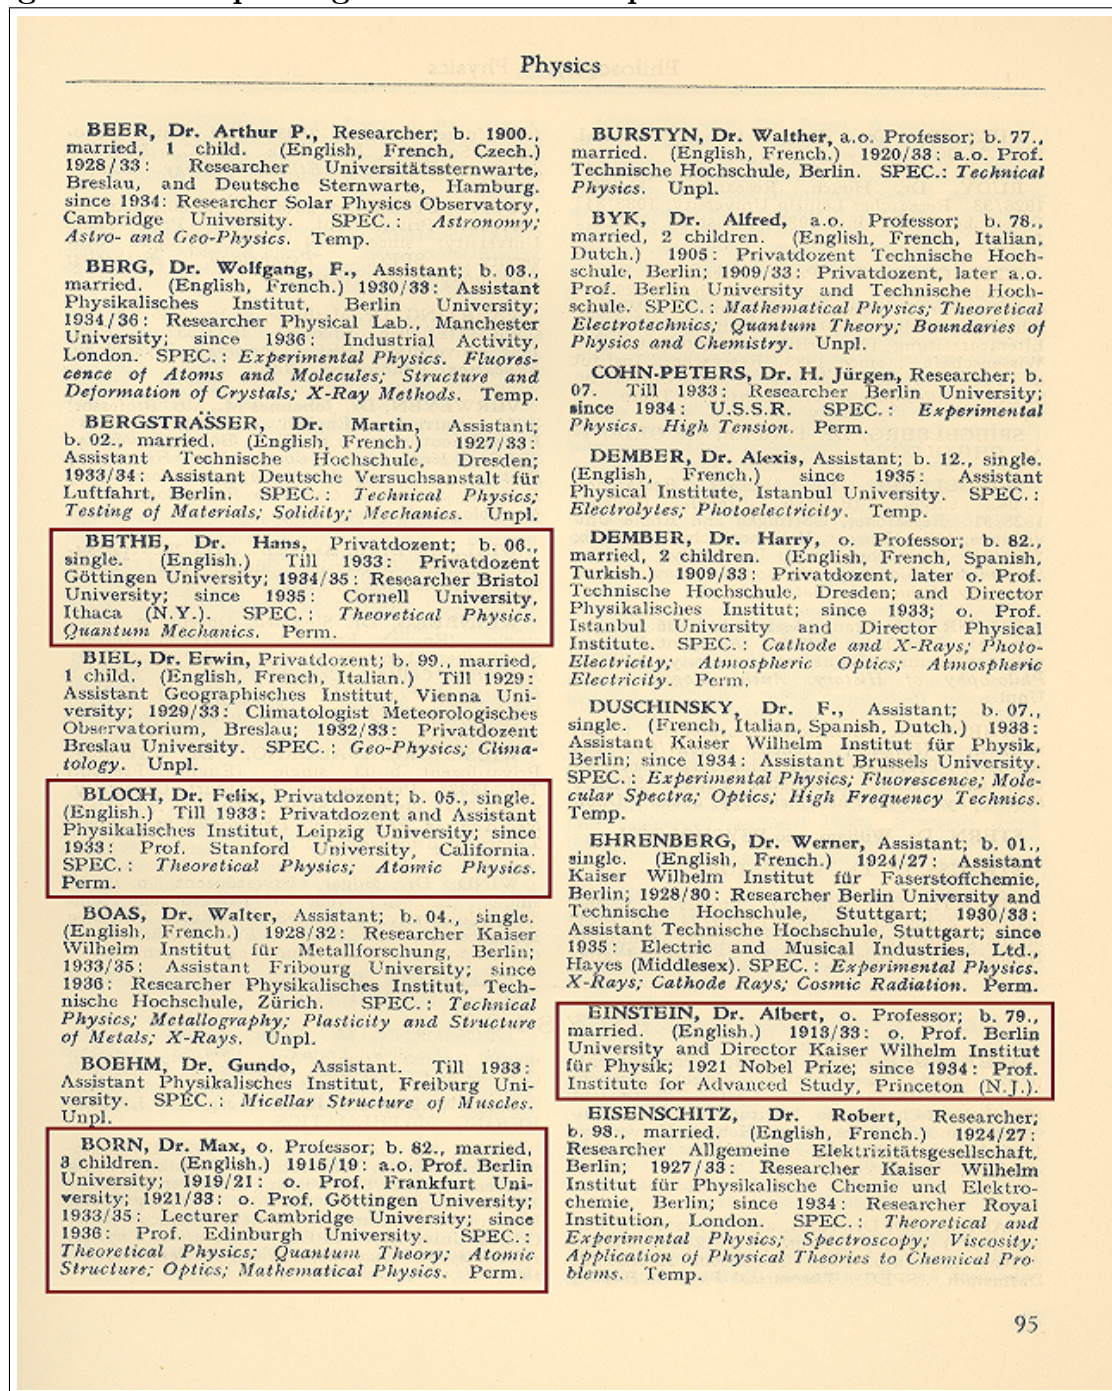 Physics
BEER, Dr. Arthur P., Researcher; b. 1900.,
married, 1 child. (English, French, Czech.)
1928/33: Researcher Universitätssternwarte,
Breslau, and Deutsche Sternwarte, Hamburg.
since 1934: Researcher Solar Physics Observatory,
Cambridge University. SPEC.: Astronomy;
Astro- and Geo-Physics. Temp.
BERG, Dr. Wolfgang, F., Assistant; b. 03.,
married. (English, French.) 1930/33: Assistant
Physikalisches Institut, Berlin University;
1934/36: Researcher Physical Lab., Manchester
University; since 1936: Industrial Activity,
London. SPEC.: Experimental Physics. Fluores-
cence of Atoms and Molecules; Structure and
Deformation of Crystals; X-Ray Methods. Temp.
BERGSTRÄSSER, Dr. Martin, Assistant;
b. 02., married. (English, French.) 1927/33:
Assistant Technische Hochschule, Dresden;
1933/34: Assistant Deutsche Versuchsanstalt für
Luftfahrt, Berlin. SPEC.: Technical Physics;
Testing of Materials; Solidity; Mechanics. Unpl.
BETHE, Dr. Hans, Privatdozent; b. 06.,
single. (English.) Till 1933: Privatdozent
Göttingen University; 1934/35: Researcher Bristol
University; since 1935: Cornell University,
Ithaca (N.Y.). SPEC.: Theoretical Physics.
Quantum Mechanics. Perm.
BIEL, Dr. Erwin, Privatdozent; b. 99., married,
1 child. (English, French, Italian.) Till 1929:
Assistant Geographisches Institut, Vienna Uni-
versity; 1929/33: Climatologist Meteorologisches
Observatorium, Breslau; 1932/33: Privatdozent
Breslau University. SPEC.: Geo-Physics; Clima-
tology. Unpl.
BLOCH, Dr. Felix, Privatdozent; b. 05., single.
(English.) Till 1933: Privatdozent and Assistant
Physikalisches Institut, Leipzig University; since
1933: Prof. Stanford University, California.
SPEC.: Theoretical Physics; Atomic Physics.
Perm.
BOAS, Dr. Walter, Assistant; b. 04., single.
(English, French.) 1928/32: Researcher Kaiser
Wilhelm Institut für Metallforschung, Berlin;
1933/35: Assistant Fribourg University; since
1936: Researcher Physikalisches Institut, Tech-
nische Hochschule, Zürich. SPEC.: Technical
Physics; Metallography; Plasticity and Structure
of Metals; X-Rays. Unpl.
BOEHM, Dr. Gundo, Assistant. Till 1933:
Assistant Physikalisches Institut, Freiburg Uni-
versity. SPEC.: Micellar Structure of Muscles.
Unpl.
BORN, Dr. Max, o. Professor; b. 82., married,
3 children. (English.) 1915/19: a.o. Prof. Berlin
University; 1919/21: o. Prof. Frankfurt Uni-
versity; 1921/33: o. Prof. Göttingen University;
1933/35: Lecturer Cambridge University; since
1936: Prof. Edinburgh University. SPEC.:
Theoretical Physics; Quantum Theory; Atomic
Structure; Optics; Mathematical Physics. Perm.
BURSTYN, Dr. Walther, a.o. Professor; b. 77.,
married. (English, French.) 1920/33: a.o. Prof.
Technische Hochschule, Berlin. SPEC.: Technical
Physics. Unpl.
BYK, Dr. Alfred, a.o. Professor; b. 78.,
married, 2 children. (English, French, Italian,
Dutch.) 1905: Privatdozent Technische Hoch-
schule, Berlin; 1909/33: Privatdozent, later a.o.
Prof. Berlin University and Technische Hoch-
schule. SPEC.: Mathematical Physics; Theoretical
Electrotechnics; Quantum Theory; Boundaries of
Physics and Chemistry. Unpl.
COHN-PETERS, Dr. H. Jürgen, Researcher; b.
07. Till 1933: Researcher Berlin University;
since 1934: U.S.S.R. SPEC.: Experimental
Physics. High Tension. Perm.
DEMBER, Dr. Alexis, Assistant; b. 12., single.
(English, French.) since 1935: Assistant
Physical Institute, Istanbul University. SPEC.:
Electrolytes; Photoelectricity. Temp.
DEMBER, Dr. Harry, o. Professor; b. 82.,
married, 2 children. (English, French, Spanish,
Turkish.) 1909/33: Privatdozent, later o. Prof.
Technische Hochschule, Dresden; and Director
Physikalisches Institut; since 1933; o. Prof.
Istanbul University and Director Physical
Institute. SPEC.: Cathode and X-Rays; Photo-
Electricity; Atmospheric Optics; Atmospheric
Electricity. Perm.
DUSCHINSKY, Dr. F., Assistant; b. 07.,
single. (French, Italian, Spanish, Dutch.) 1933:
Assistant Kaiser Wilhelm Institut für Physik,
Berlin; since 1934: Assistant Brussels University.
SPEC.: Experimental Physics; Fluorescence; Mole-
cular Spectra; Optics; High Frequency Technics.
Temp.
EHRENBERG, Dr. Werner, Assistant; b. 01.,
single. (English, French.) 1924/27: Assistant
Kaiser Wilhelm Institut für Faserstoffchemie,
Berlin; 1928/30: Researcher Berlin University and
Technische Hochschule, Stuttgart; 1930/33:
Assistant Technische Hochschule, Stuttgart; since
1935: Electric and Musical Industries, Ltd.,
Hayes (Middlesex). SPEC.: Experimental Physics.
X-Rays; Cathode Rays; Cosmic Radiation. Perm.
EINSTEIN, Dr. Albert, o. Professor; b. 79.,
married. (English.) 1913/33: o. Prof. Berlin
University and Director Kaiser Wilhelm Institut
für Physik; 1921 Nobel Prize; since 1934: Prof.
Institute for Advanced Study, Princeton (N.J.).
EISENSCHITZ, Dr. Robert, Researcher;
b. 98., married. (English, French.) 1924/27:
Researcher Allgemeine Elektrizitätsgesellschaft,
Berlin; 1927/33: Researcher Kaiser Wilhelm
Institut für Physikalische Chemie und Elektro-
chemie, Berlin; since 1934: Researcher Royal
Institution, London. SPEC.: Theoretical and
Experimental Physics; Spectroscopy; Viscosity;
Application of Physical Theories to Chemical Pro-
blems. Temp.
95